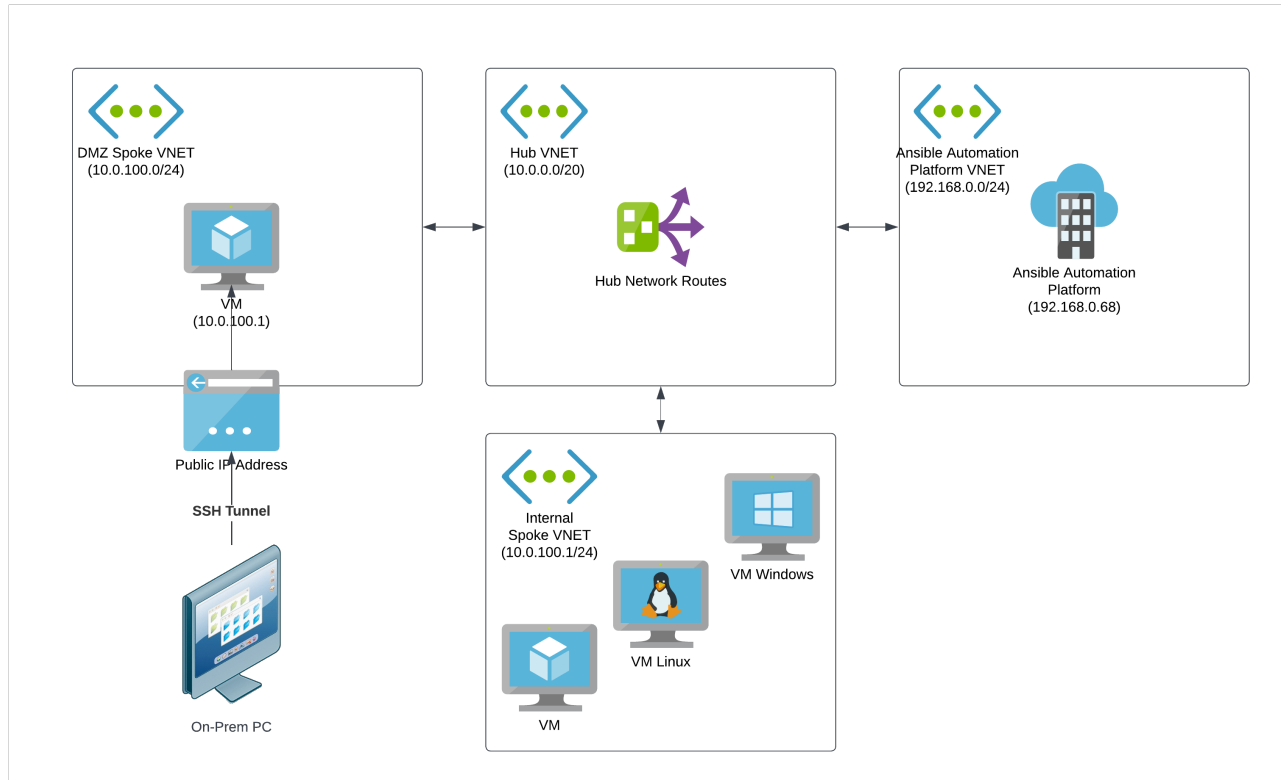 DMZ Spoke VNET
(10.0.100.0/24)
VM
(10.0.100.1)
Public IP Address
SSH Tunnel
On-Prem PC
Hub VNET
(10.0.0.0/20)
Hub Network Routes
Ansible Automation
Platform VNET
(192.168.0.0/24)
Ansible Automation
Platform
(192.168.0.68)
Internal
Spoke VNET
(10.0.100.1/24)
VM Windows
VM Linux
VM